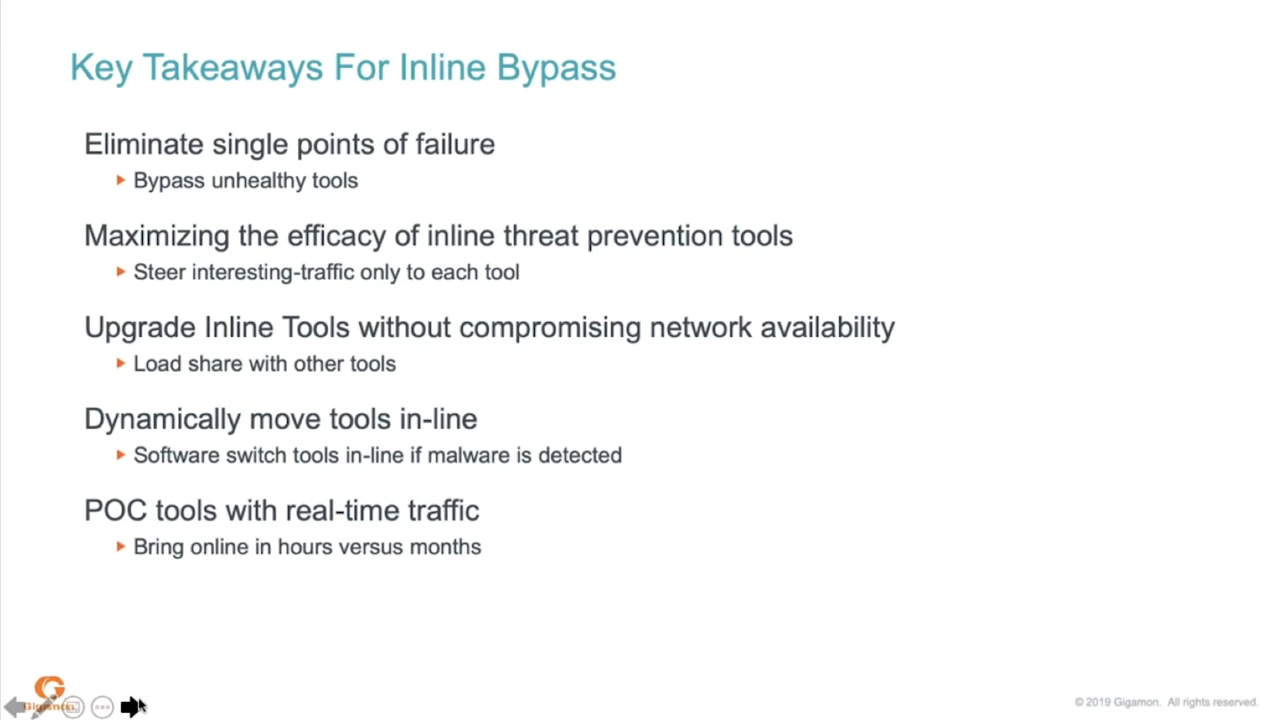 Key Takeaways For Inline Bypass
Eliminate single points of failure
Bypass unhealthy tools
Maximizing the efficacy of inline threat prevention tools
Steer interesting-traffic only to each tool
Upgrade Inline Tools without compromising network availability
Load share with other tools
Dynamically move tools in-line
Software switch tools in-line if malware is detected
POC tools with real-time traffic
Bring online in hours versus months
Gigamon
© 2019 Gigamon. All rights reserved.